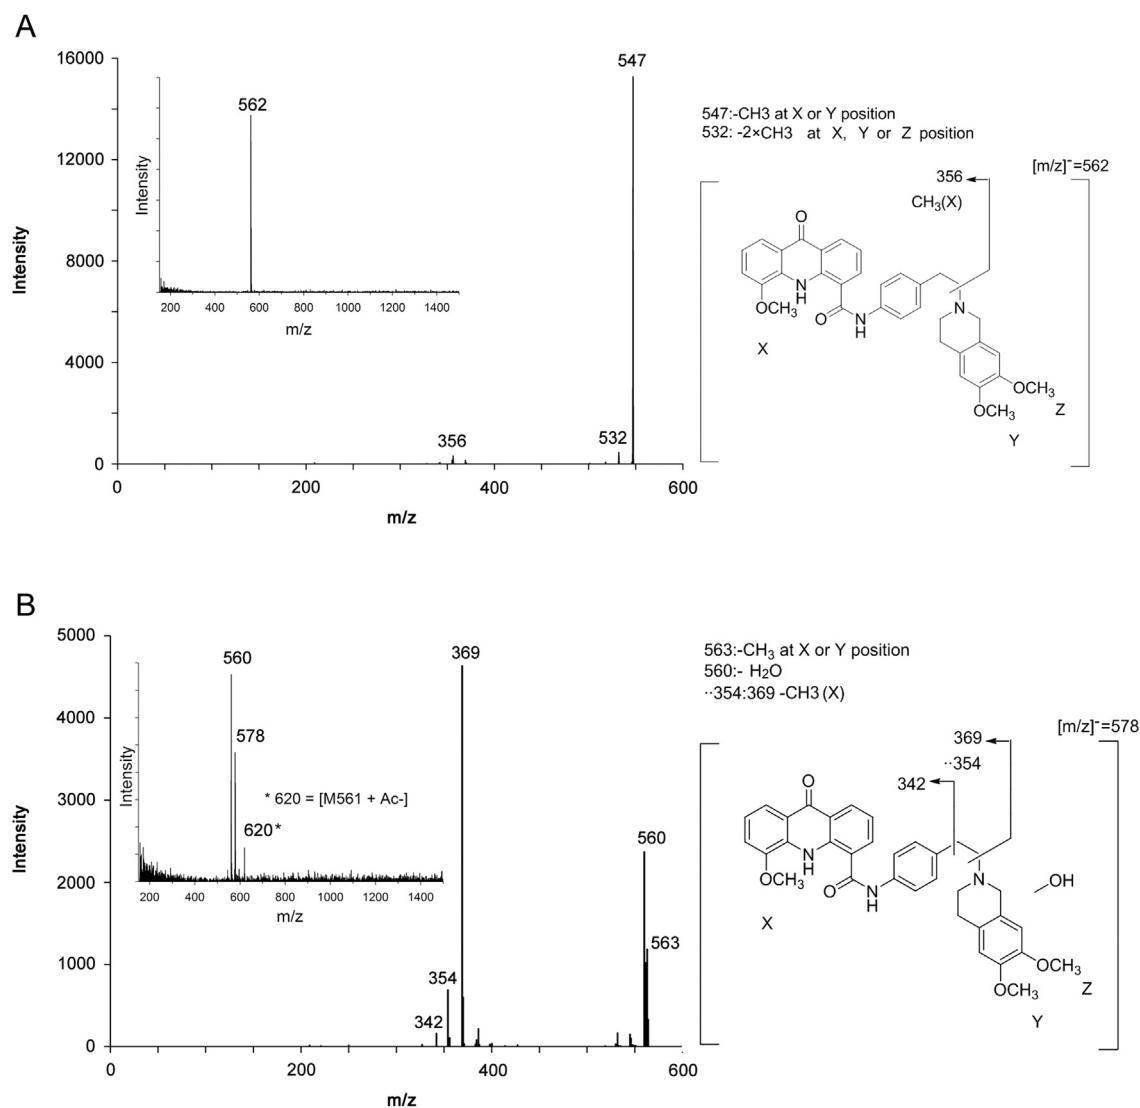 A
16000
12000
8000
4000
0
Intensity
0
200
400
600
m/z
547
532
356
562
Intensity
200
400
600
800
1000
1200
1400
m/z
547:-CH3 at X or Y position
532: -2×CH3 at X, Y or Z position
[m/z]-=562
356
CH3(X)
O
N
H
OCH3
O
N
H
N
X
OCH3
Z
OCH3
Y
B
5000
4000
3000
2000
1000
0
Intensity
0
200
400
600
m/z
369
560
563
354
342
560
578
* 620 = [M561 + Ac-]
620*
Intensity
200
400
600
800
1000
1200
1400
m/z
563:-CH3 at X or Y position
560:- H2O
··354:369 -CH3 (X)
[m/z]-=578
369
··354
342
O
N
H
OCH3
O
N
H
N
OH
X
OCH3
Z
OCH3
Y